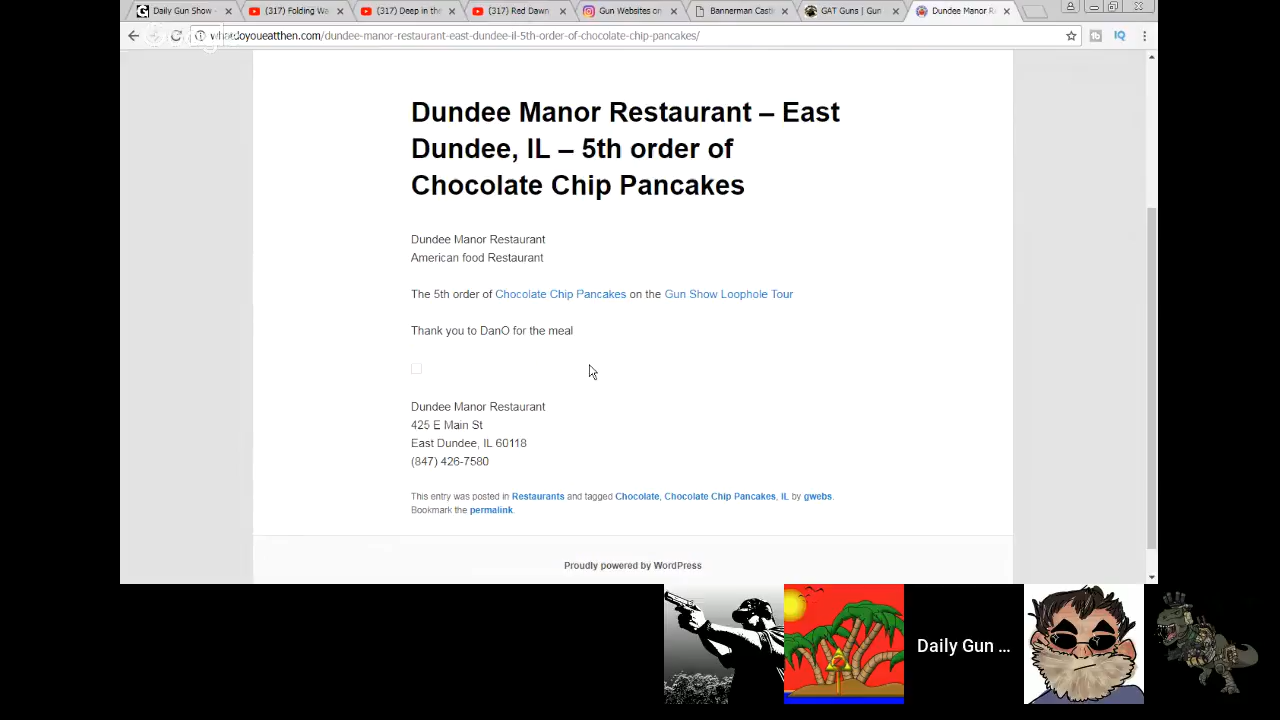 Daily Gun Show -
(317) Folding Wa
(317) Deep in the
(317) Red Dawn
Gun Websites on
Bannerman Casti
GAT Guns | Gun
Dundee Manor R
doyoueatthen.com/dundee-manor-restaurant-east-dundee-il-5th-order-of-chocolate-chip-pancakes/
Dundee Manor Restaurant – East
Dundee, IL – 5th order of
Chocolate Chip Pancakes
Dundee Manor Restaurant
American food Restaurant
The 5th order of Chocolate Chip Pancakes on the Gun Show Loophole Tour
Thank you to DanO for the meal
Dundee Manor Restaurant
425 E Main St
East Dundee, IL 60118
(847) 426-7580
This entry was posted in Restaurants and tagged Chocolate, Chocolate Chip Pancakes, IL by gwebs.
Bookmark the permalink.
Proudly powered by WordPress
Daily Gun ...